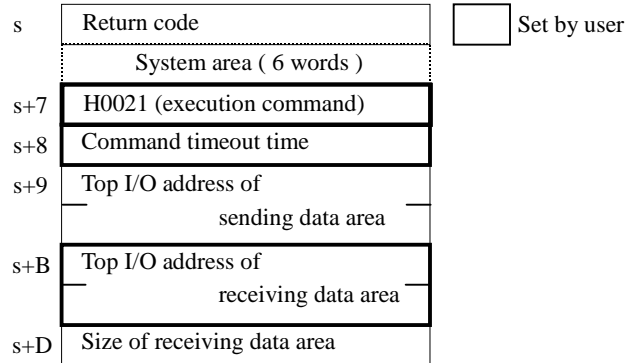 s Return code Set by user
System area ( 6 words )
s+7 H0021 (execution command)
s+8 Command timeout time
s+9 Top I/O address of
sending data area
s+B Top I/O address of
receiving data area
s+D Size of receiving data area